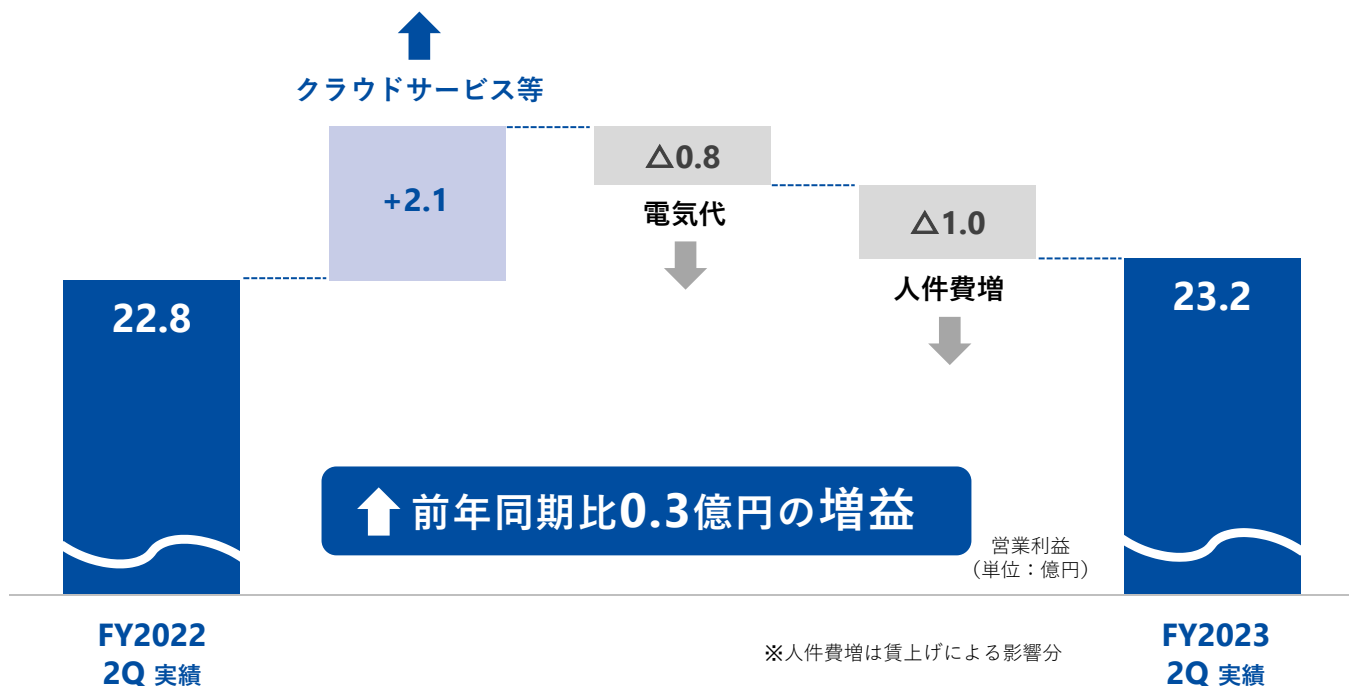 クラウドサービス等
+2.1
△0.8
電気代
△1.0
人件費増
22.8
23.2
前年同期比0.3億円の増益
営業利益
（単位：億円）
FY2022
2Q 実績
※人件費増は賃上げによる影響分
FY2023
2Q 実績